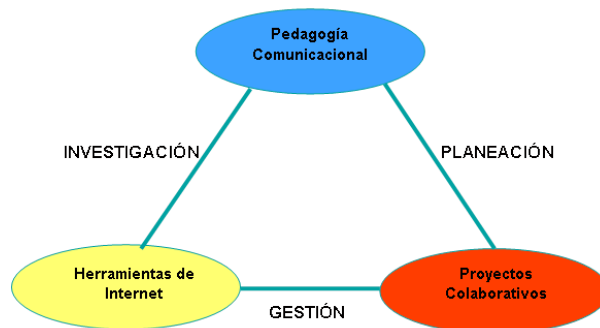 Pedagogía
Comunicacional
INVESTIGACIÓN
PLANEACIÓN
Herramientas de
Internet
Proyectos
Colaborativos
GESTIÓN